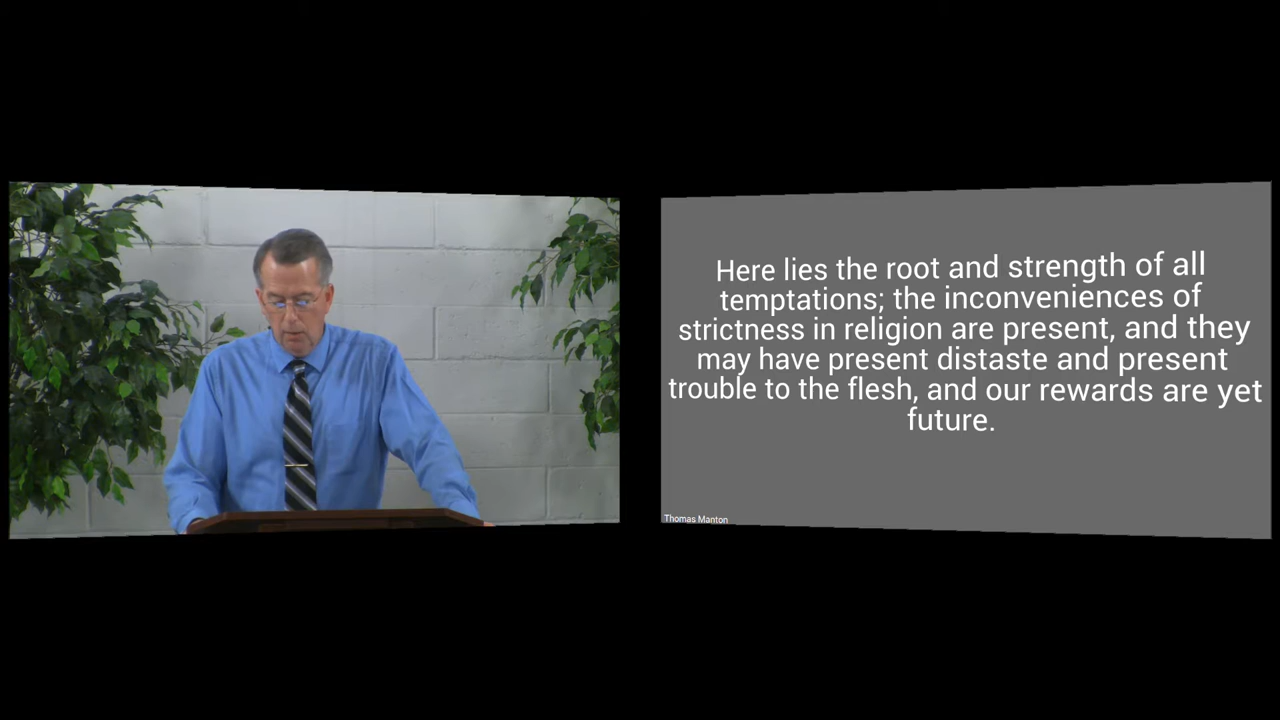 Here lies the root and strength of all
temptations; the inconveniences of
strictness in religion are present, and they
may have present distaste and present
trouble to the flesh, and our rewards are yet
future.
Thomas Manton